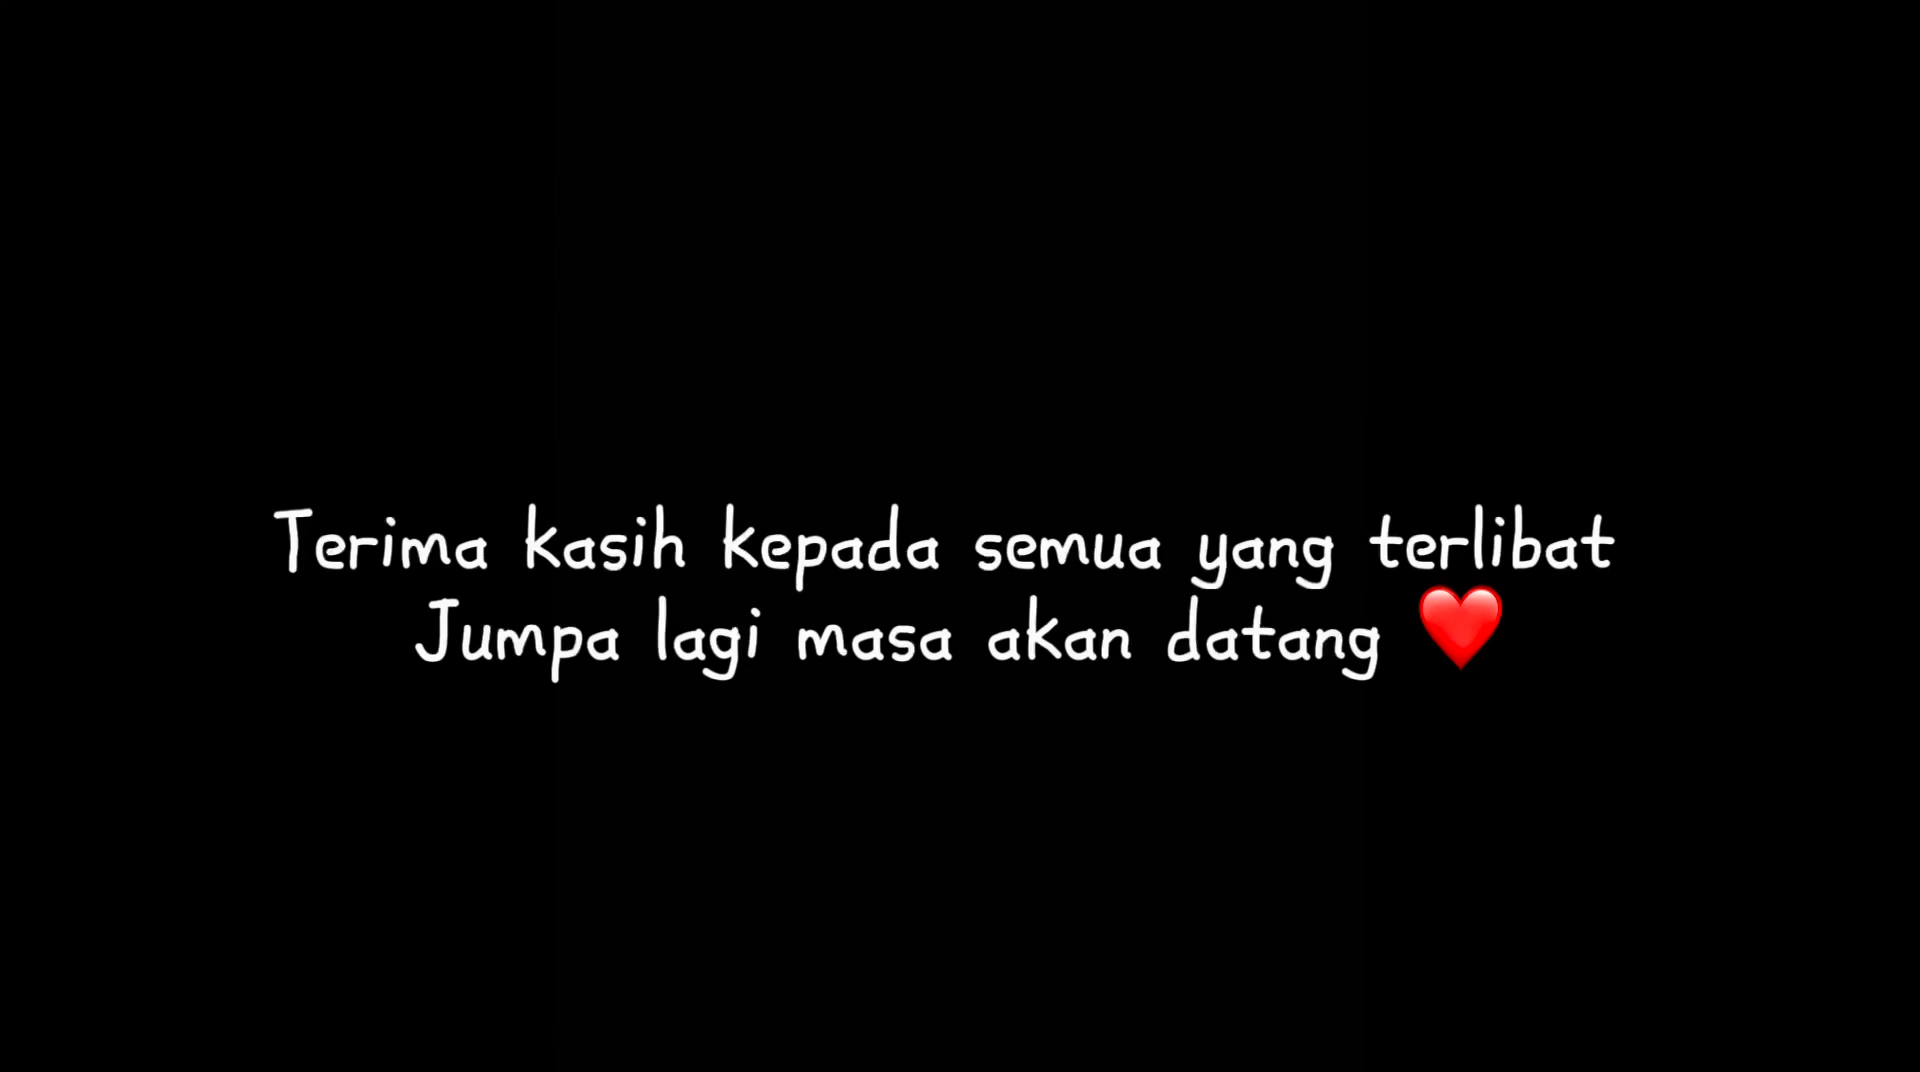 Terima kasih kepada semua yang terlibat
Jumpa lagi masa akan datang ❤️